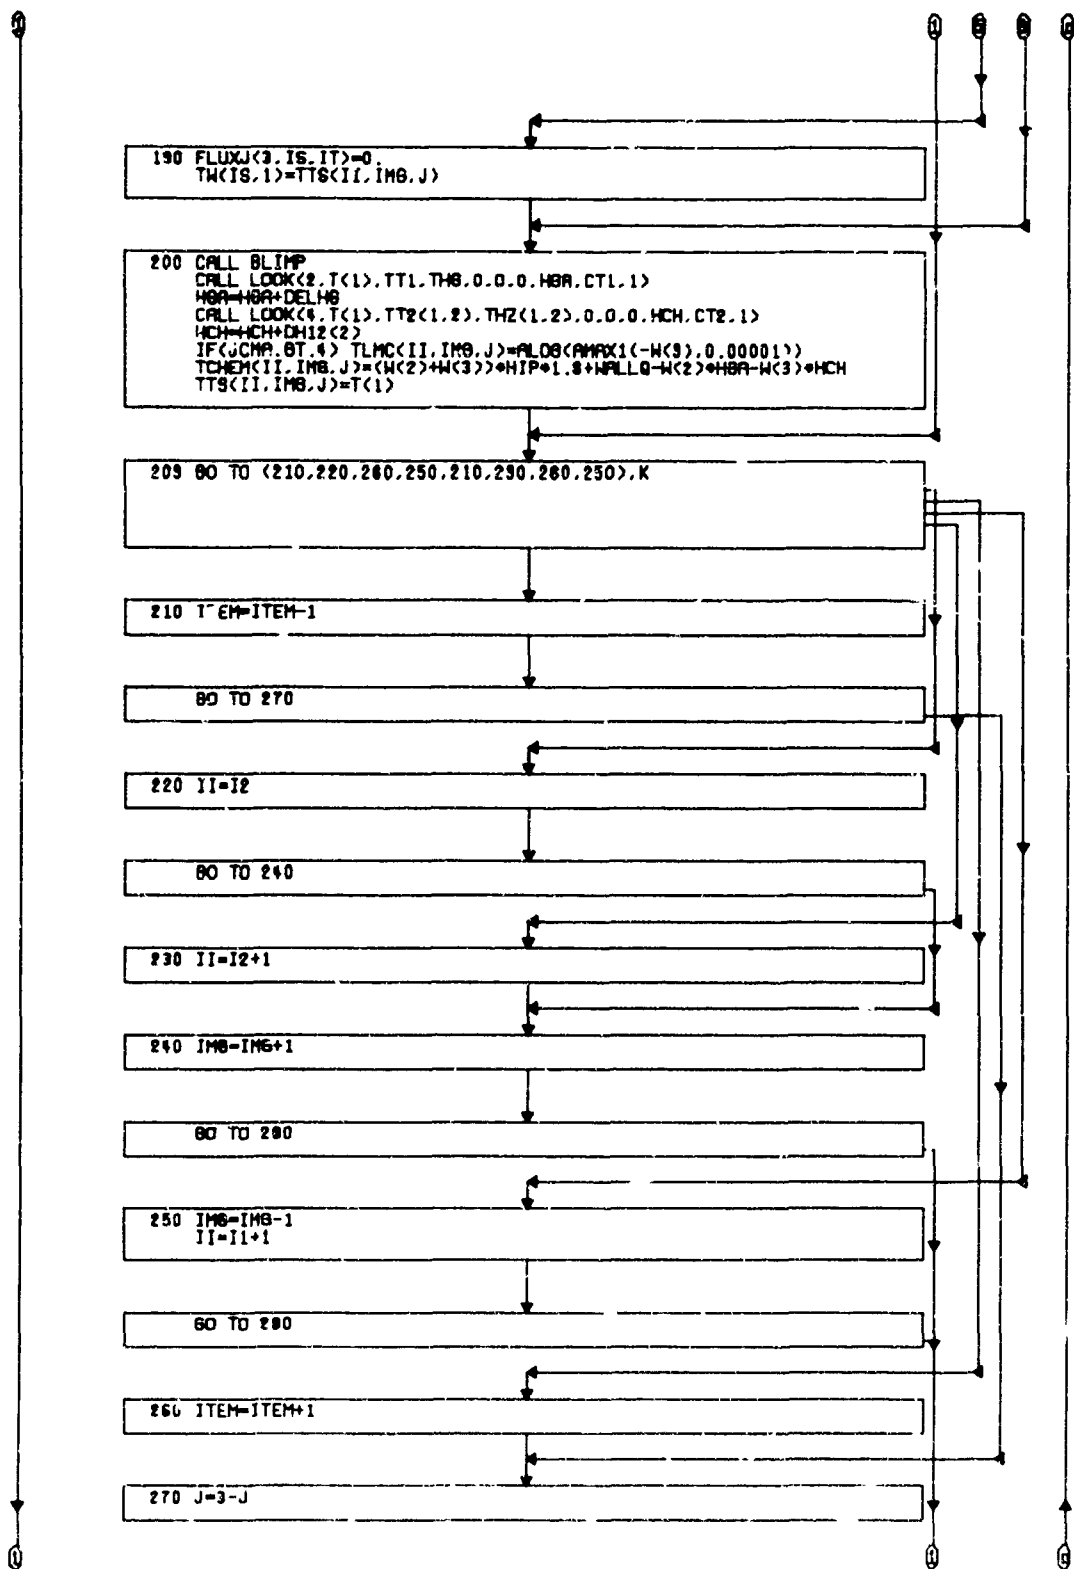 190 FLUXJ(3,IS,IT)=0.
TW(IS,1)=TTS(II,IMG,J)
200 CALL BLIMP
CALL LOOK(2,T(1),TT1,THG,0,0,0,HGA,CT1,1)
HGA=HGA+DELHG
CALL LOOK(4,T(1),TT2(1,2),THZ(1,2),0,0,0,HCH,CT2,1)
HCH=HCH+DH12(2)
IF(JCMA.GT.4) TLMC(II,IMG,J)=ALOG(AMAX1(-W(3),0.00001))
TCHEM(II,IMG,J)=(W(2)+W(3))*HIP*1.8+WALLQ-W(2)*HGA-W(3)*HCH
TTS(II,IMG,J)=T(1)
209 GO TO (210,220,260,250,210,230,260,250),K
210 ITEM=ITEM-1
GO TO 270
220 II=I2
GO TO 240
230 II=I2+1
240 IMG=IMG+1
GO TO 280
250 IMG=IMG-1
II=I1+1
GO TO 280
260 ITEM=ITEM+1
270 J=3-J